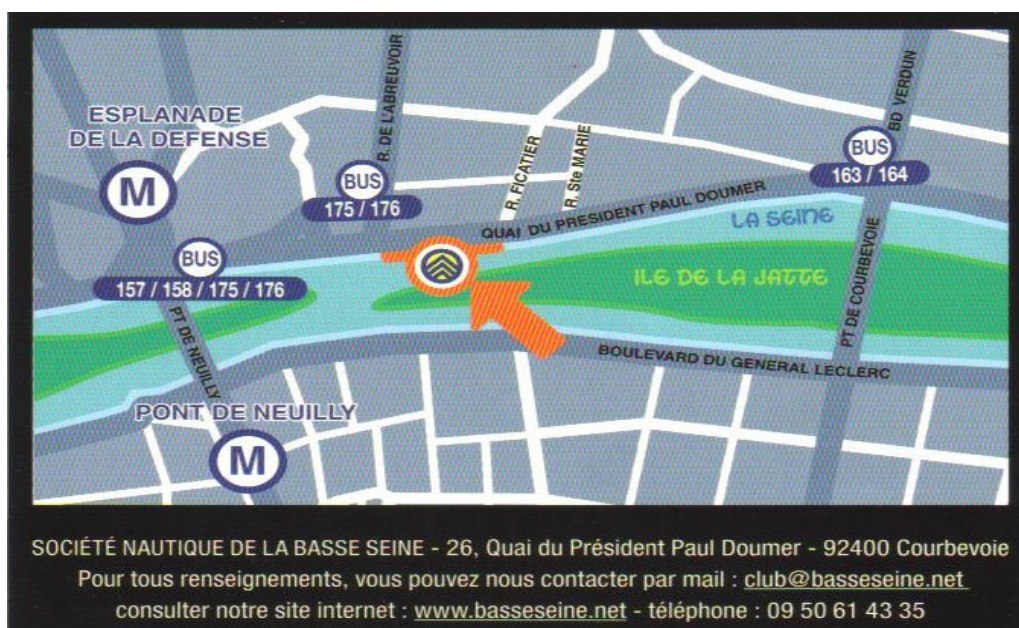 ESPLANADE
DE LA DEFENSE
M
BUS
175 / 176
R. DE L'ABREUVOIR
R. FICATIER
R. Ste MARIE
BD VERDUN
BUS
163 / 164
QUAI DU PRESIDENT PAUL DOUMER
LA SEINE
BUS
157 / 158 / 175 / 176
ILE DE LA JATTE
PT DE NEUILLY
PT DE COURBEVOIE
BOULEVARD DU GENERAL LECLERC
PONT DE NEUILLY
M
SOCIÉTÉ NAUTIQUE DE LA BASSE SEINE - 26, Quai du Président Paul Doumer - 92400 Courbevoie
Pour tous renseignements, vous pouvez nous contacter par mail : club@basseseine.net
consulter notre site internet : www.basseseine.net - téléphone : 09 50 61 43 35